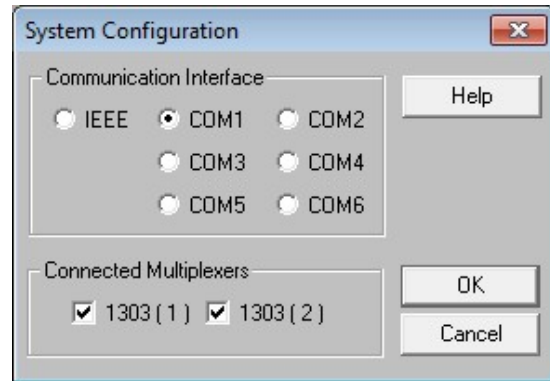 System Configuration
Communication Interface
IEEE COM1 COM2
COM3 COM4
COM5 COM6
Help
Connected Multiplexers
1303 ( 1 ) 1303 ( 2 )
OK
Cancel